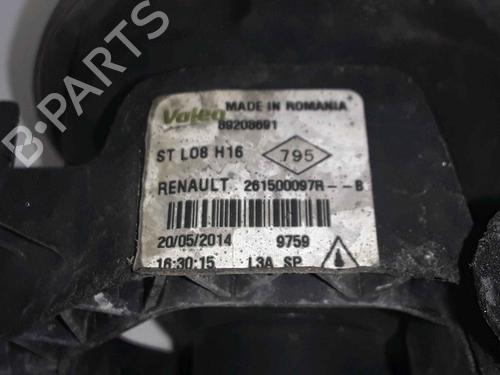 B-PARTS
Valeo MADE IN ROMANIA
89208691
ST L08 H16 795
RENAULT 261500097R--B
20/05/2014 9759
16:30:15 L3A SP